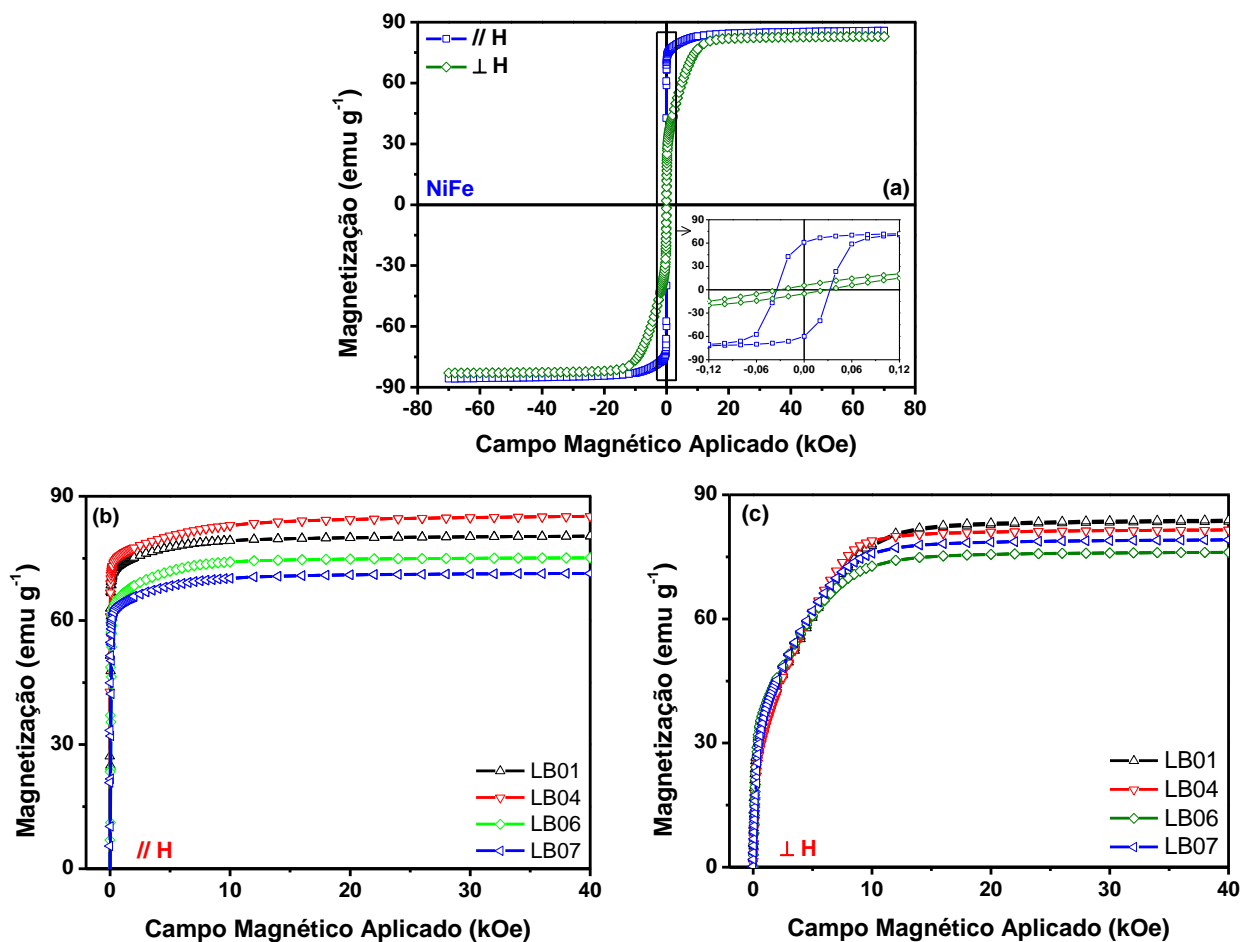 // H
⊥ H
NiFe
(a)
Magnetização (emu g⁻¹)
90
60
30
0
-30
-60
-90
-80
-60
-40
-20
0
20
40
60
80
Campo Magnético Aplicado (kOe)
90
60
30
0
-30
-60
-90
-0,12
-0,06
0,00
0,06
0,12
(b)
Magnetização (emu g⁻¹)
90
60
30
0
LB01
LB04
LB06
LB07
// H
0
10
20
30
40
Campo Magnético Aplicado (kOe)
(c)
Magnetização (emu g⁻¹)
90
60
30
0
LB01
LB04
LB06
LB07
⊥ H
0
10
20
30
40
Campo Magnético Aplicado (kOe)